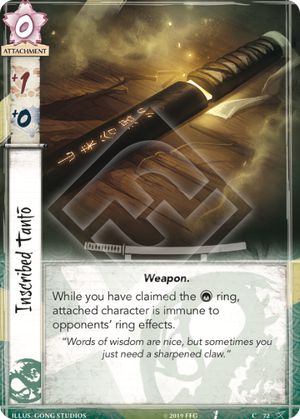 0
ATTACHMENT
+1
+0
Inscribed Tantō
Weapon.
While you have claimed the ring,
attached character is immune to
opponents' ring effects.
"Words of wisdom are nice, but sometimes you
just need a sharpened claw."
ILLUS. GONG STUDIOS
©2019 FFG
C 72